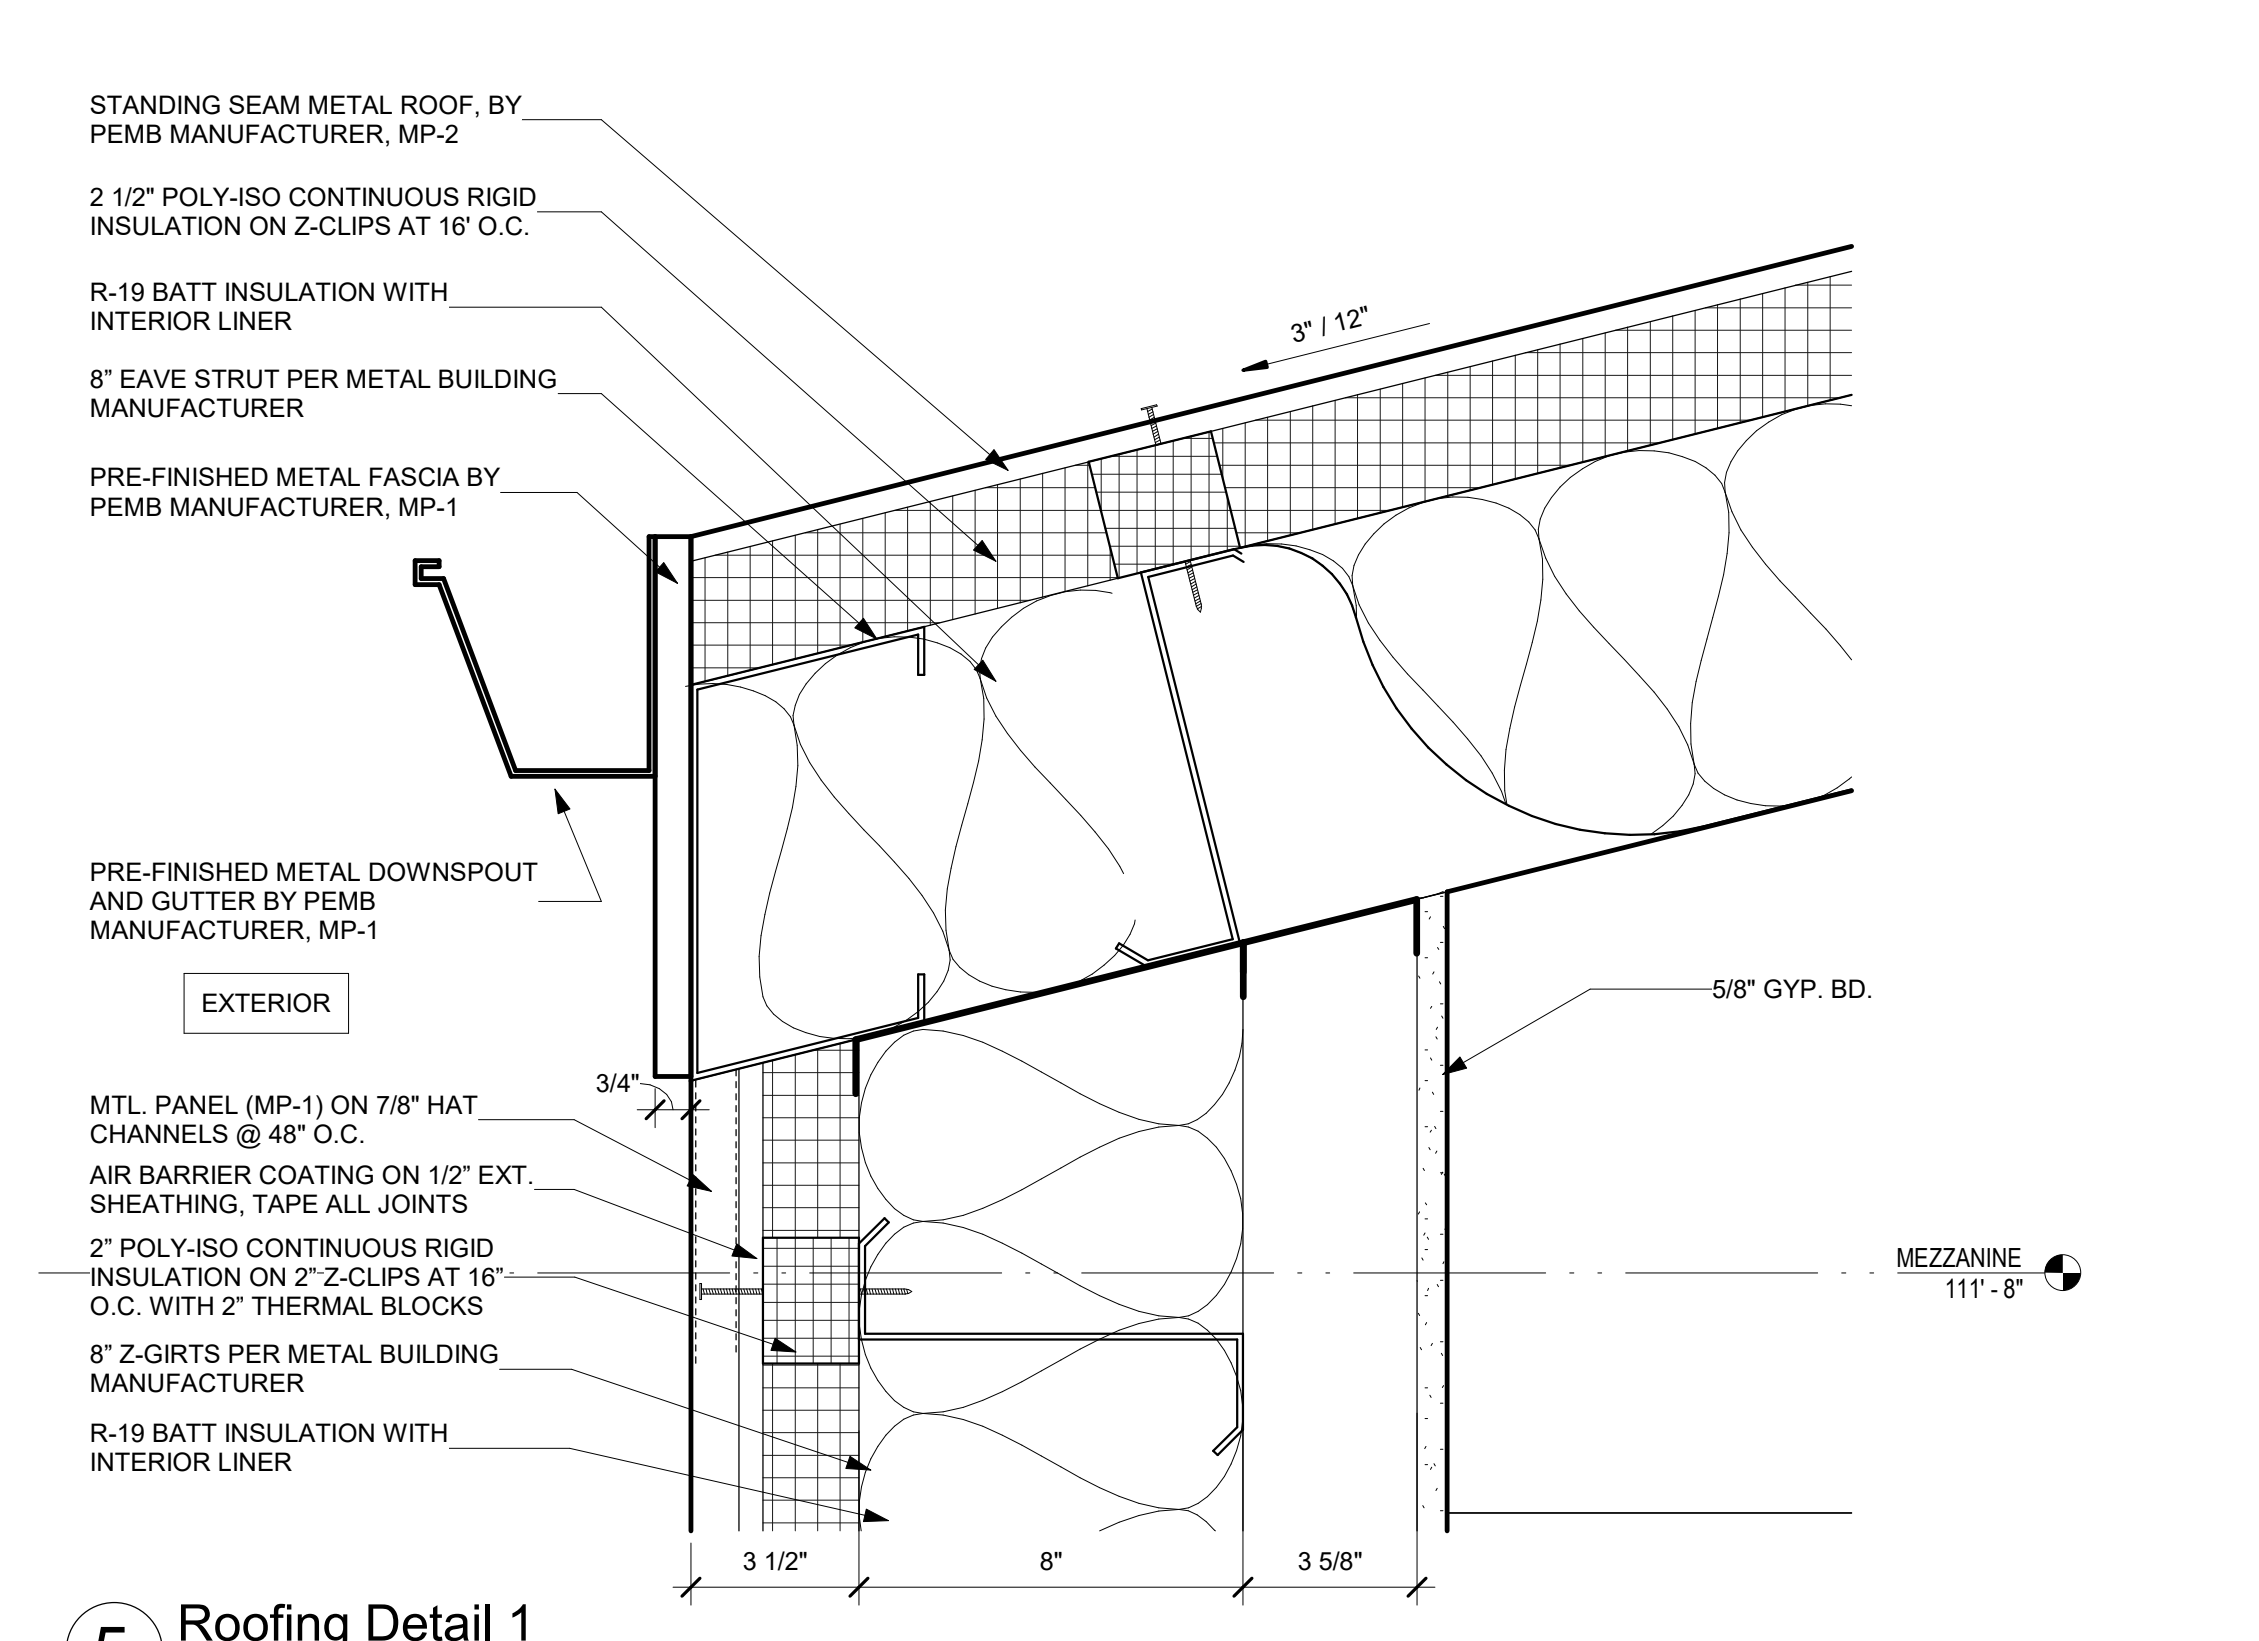 STANDING SEAM METAL ROOF, BY
PEMB MANUFACTURER, MP-2
2 1/2" POLY-ISO CONTINUOUS RIGID
INSULATION ON Z-CLIPS AT 16' O.C.
R-19 BATT INSULATION WITH
INTERIOR LINER
8” EAVE STRUT PER METAL BUILDING
MANUFACTURER
PRE-FINISHED METAL FASCIA BY
PEMB MANUFACTURER, MP-1
3" / 12"
PRE-FINISHED METAL DOWNSPOUT
AND GUTTER BY PEMB
MANUFACTURER, MP-1
EXTERIOR
5/8" GYP. BD.
3/4"
MTL. PANEL (MP-1) ON 7/8" HAT
CHANNELS @ 48" O.C.
AIR BARRIER COATING ON 1/2” EXT.
SHEATHING, TAPE ALL JOINTS
2” POLY-ISO CONTINUOUS RIGID
INSULATION ON 2” Z-CLIPS AT 16”
O.C. WITH 2” THERMAL BLOCKS
MEZZANINE
111' - 8"
8” Z-GIRTS PER METAL BUILDING
MANUFACTURER
R-19 BATT INSULATION WITH
INTERIOR LINER
3 1/2"
8"
3 5/8"
5
Roofing Detail 1